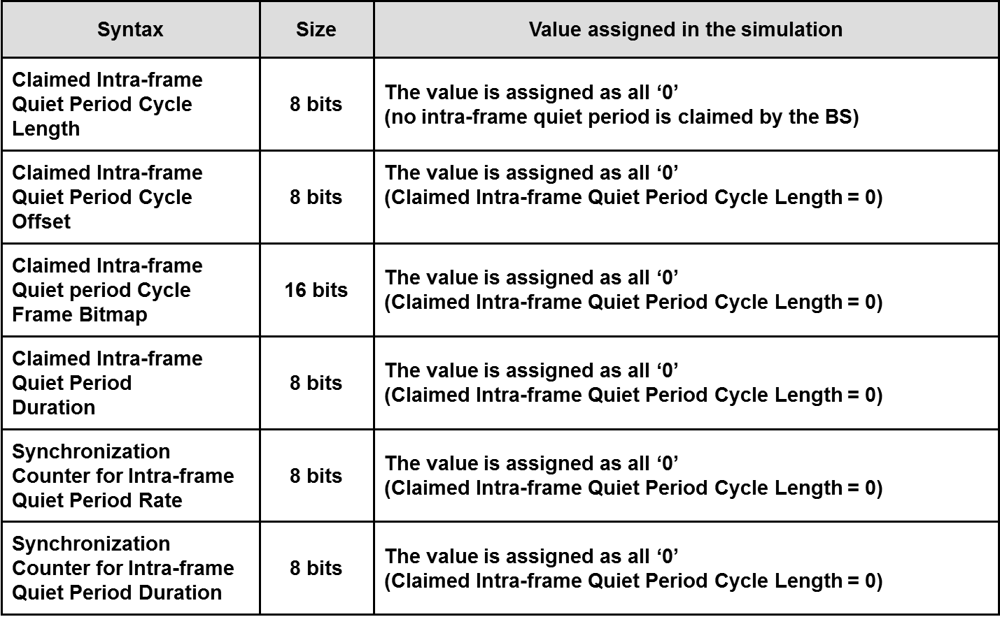 Syntax Size Value assigned in the simulation
Claimed Intra-frame
Quiet Period Cycle
Length
8 bits
The value is assigned as all ‘0’
(no intra-frame quiet period is claimed by the BS)
Claimed Intra-frame
Quiet Period Cycle
Offset
8 bits
The value is assigned as all ‘0’
(Claimed Intra-frame Quiet Period Cycle Length = 0)
Claimed Intra-frame
Quiet period Cycle
Frame Bitmap
16 bits
The value is assigned as all ‘0’
(Claimed Intra-frame Quiet Period Cycle Length = 0)
Claimed Intra-frame
Quiet Period
Duration
8 bits
The value is assigned as all ‘0’
(Claimed Intra-frame Quiet Period Cycle Length = 0)
Synchronization
Counter for Intra-frame
Quiet Period Rate
8 bits
The value is assigned as all ‘0’
(Claimed Intra-frame Quiet Period Cycle Length = 0)
Synchronization
Counter for Intra-frame
Quiet Period Duration
8 bits
The value is assigned as all ‘0’
(Claimed Intra-frame Quiet Period Cycle Length = 0)